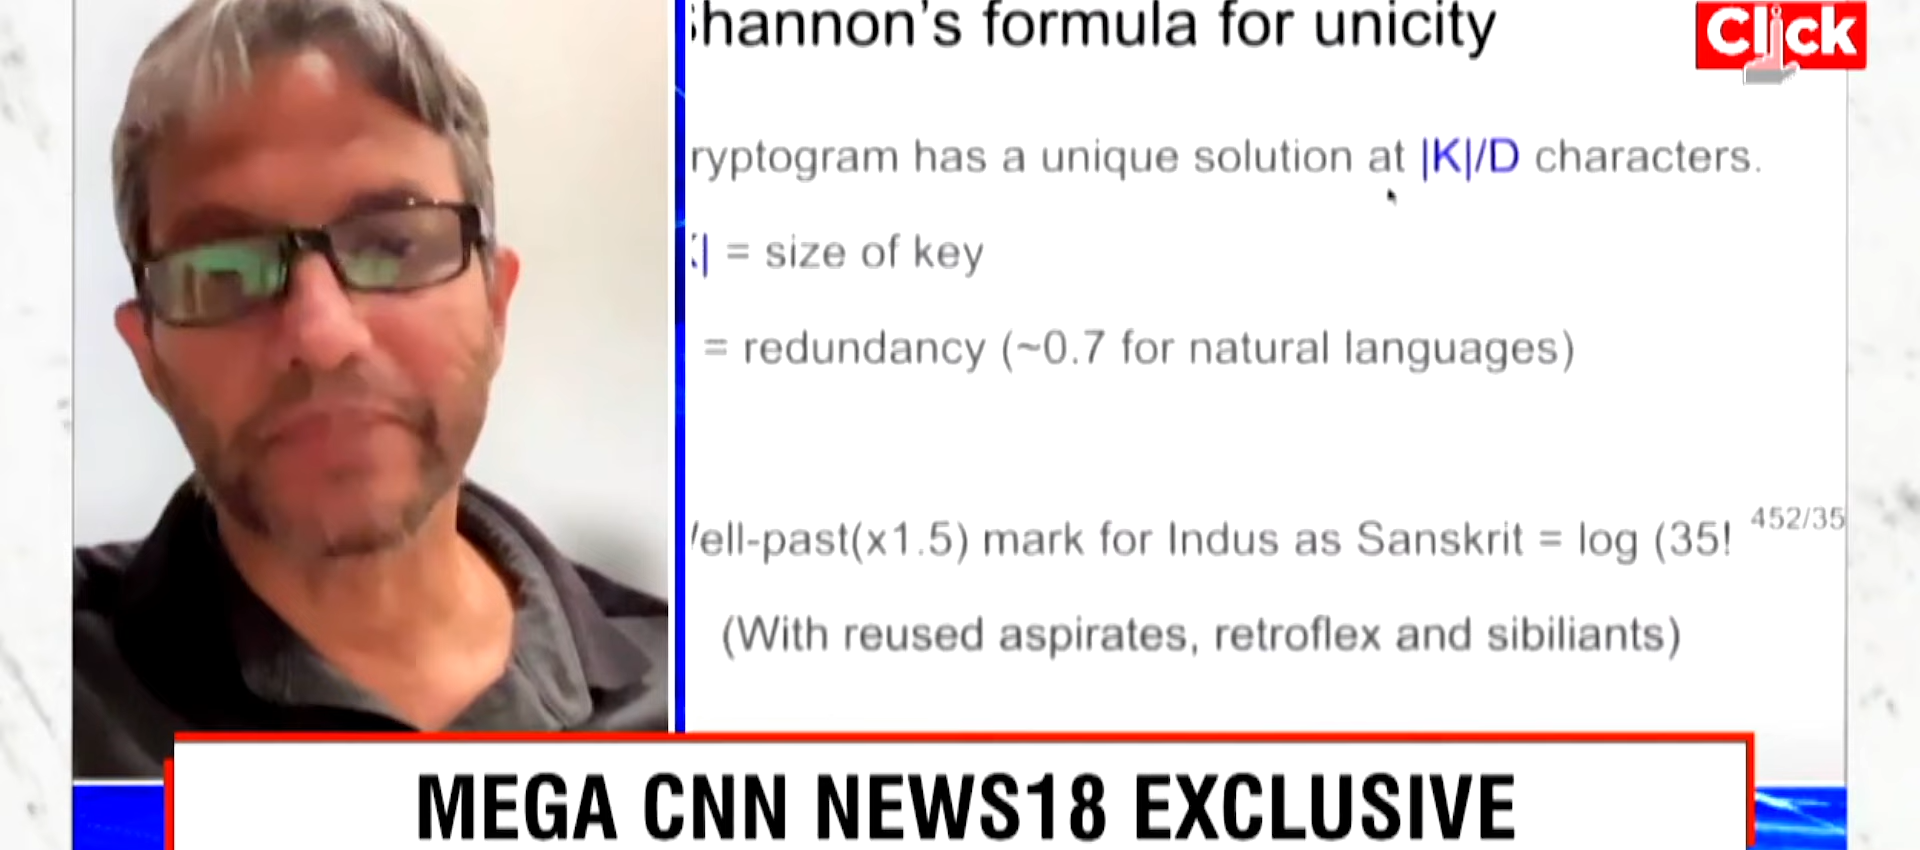 hannon's formula for unicity
Click
ryptogram has a unique solution at |K|/D characters.
| = size of key
= redundancy (~0.7 for natural languages)
ell-past(x1.5) mark for Indus as Sanskrit = log (35! 452/35
(With reused aspirates, retroflex and sibiliants)
MEGA CNN NEWS18 EXCLUSIVE